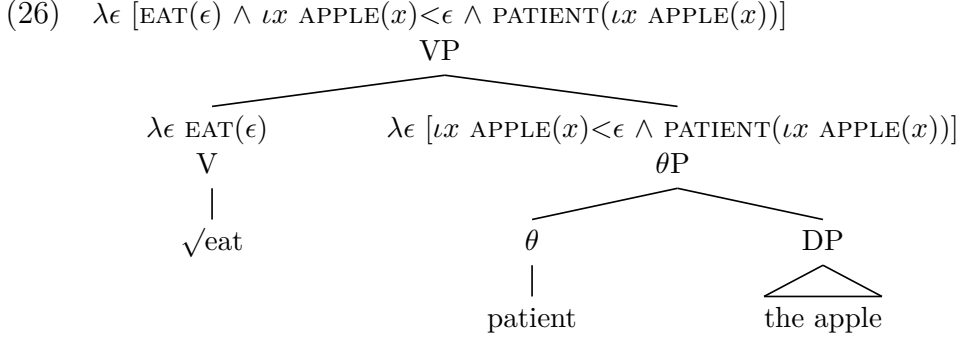 (26) λϵ [EAT(ϵ) ∧ ιx APPLE(x)<ϵ ∧ PATIENT(ιx APPLE(x))]
VP
λϵ EAT(ϵ) λϵ [ιx APPLE(x)<ϵ ∧ PATIENT(ιx APPLE(x))]
V θP
√eat θ DP
patient the apple